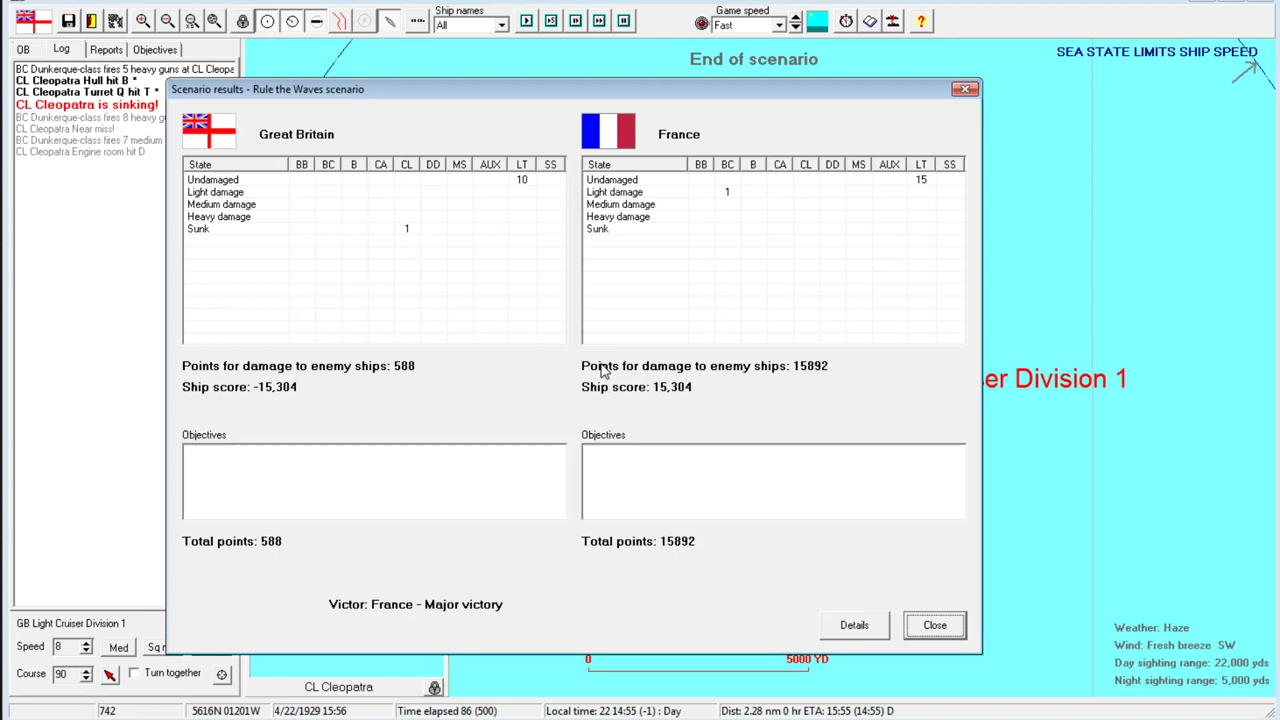 Ship names
All
Game speed
Fast
OB Log Reports Objectives
End of scenario
SEA STATE LIMITS SHIP SPEED
BC Dunkerque-class fires 5 heavy guns at CL Cleopa
CL Cleopatra Hull hit B *
CL Cleopatra Turret Q hit T *
CL Cleopatra is sinking!
BC Dunkerque-class fires 8 heavy gu
CL Cleopatra Near miss!
BC Dunkerque-class fires 7 medium
CL Cleopatra Engine room hit D
Scenario results - Rule the Waves scenario
Great Britain
State BB BC B CA CL DD MS AUX LT SS
Undamaged 10
Light damage
Medium damage
Heavy damage
Sunk 1
Points for damage to enemy ships: 588
Ship score: -15,304
Objectives
Total points: 588
France
State BB BC B CA CL DD MS AUX LT SS
Undamaged 15
Light damage 1
Medium damage
Heavy damage
Sunk
Points for damage to enemy ships: 15892
Ship score: 15,304
Objectives
Total points: 15892
Victor: France - Major victory
Details Close
ser Division 1
GB Light Cruiser Division 1
Speed 8 Med Sq r
Course 90 Turn together
CL Cleopatra
0 5000 YD
Weather: Haze
Wind: Fresh breeze SW
Day sighting range: 22,000 yds
Night sighting range: 5,000 yds
742 5616N 01201W 4/22/1929 15:56 Time elapsed 86 (500) Local time: 22 14:55 (-1) : Day Dist: 2.28 nm 0 hr ETA: 15:55 (14:55) D